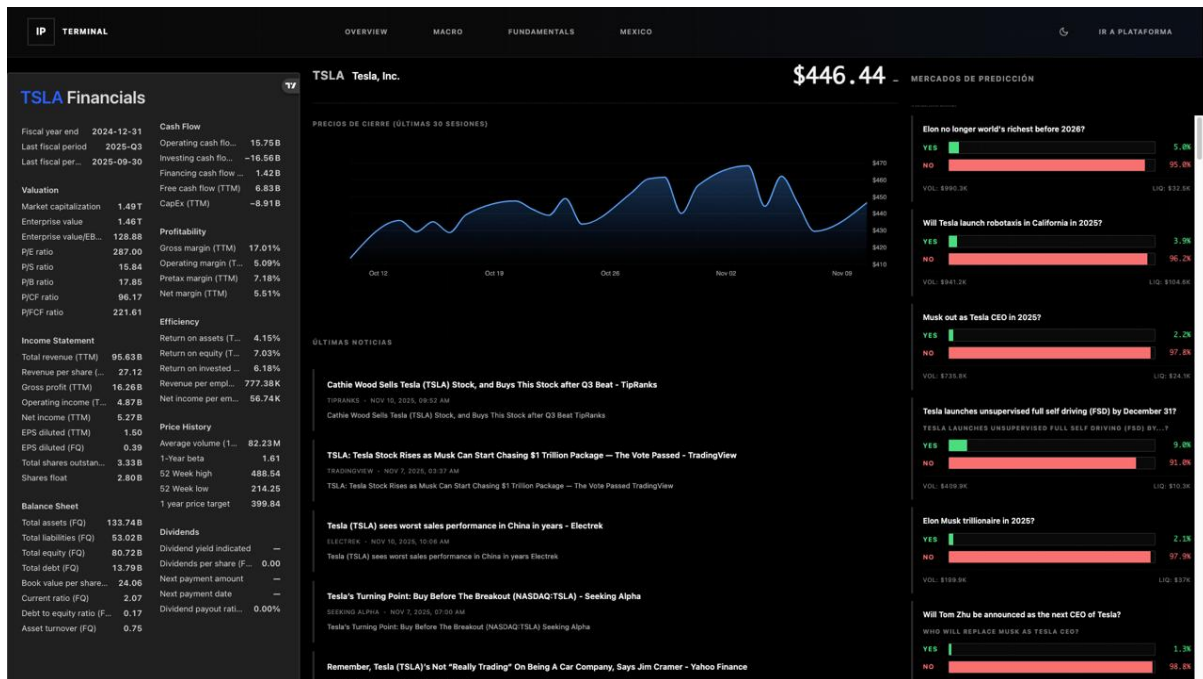 IP TERMINAL
OVERVIEW MACRO FUNDAMENTALS MEXICO
IR A PLATAFORMA
TSLA Financials
Fiscal year end 2024-12-31
Last fiscal period 2025-Q3
Last fiscal per... 2025-09-30
Valuation
Market capitalization 1.49T
Enterprise value 1.46T
Enterprise value/EB... 128.88
P/E ratio 287.00
P/S ratio 15.84
P/B ratio 17.85
P/CF ratio 96.17
P/FCF ratio 221.61
Income Statement
Total revenue (TTM) 95.63B
Revenue per share (... 27.12
Gross profit (TTM) 16.26B
Operating income (T... 4.87B
Net income (TTM) 5.27B
EPS diluted (TTM) 1.50
EPS diluted (FQ) 0.39
Total shares outstan... 3.33B
Shares float 2.80B
Balance Sheet
Total assets (FQ) 133.74B
Total liabilities (FQ) 53.02B
Total equity (FQ) 80.72B
Total debt (FQ) 13.79B
Book value per share... 24.06
Current ratio (FQ) 2.07
Debt to equity ratio (F... 0.17
Asset turnover (FQ) 0.75
Cash Flow
Operating cash flo... 15.75B
Investing cash flo... −16.56B
Financing cash flow ... 1.42B
Free cash flow (TTM) 6.83B
CapEx (TTM) −8.91B
Profitability
Gross margin (TTM) 17.01%
Operating margin (T... 5.09%
Pretax margin (TTM) 7.18%
Net margin (TTM) 5.51%
Efficiency
Return on assets (T... 4.15%
Return on equity (T... 7.03%
Return on invested ... 6.18%
Revenue per empl... 777.38K
Net income per em... 56.74K
Price History
Average volume (1... 82.23M
1-Year beta 1.61
52 Week high 488.54
52 Week low 214.25
1 year price target 399.84
Dividends
Dividend yield indicated —
Dividends per share (F... 0.00
Next payment amount —
Next payment date —
Dividend payout rati... 0.00%
TSLA Tesla, Inc.
$446.44 –
PRECIOS DE CIERRE (ÚLTIMAS 30 SESIONES)
$470
$460
$450
$440
$430
$420
$410
Oct 12 Oct 19 Oct 26 Nov 02 Nov 09
ÚLTIMAS NOTICIAS
Cathie Wood Sells Tesla (TSLA) Stock, and Buys This Stock after Q3 Beat - TipRanks
TIPRANKS • NOV 10, 2025, 09:52 AM
Cathie Wood Sells Tesla (TSLA) Stock, and Buys This Stock after Q3 Beat TipRanks
TSLA: Tesla Stock Rises as Musk Can Start Chasing $1 Trillion Package — The Vote Passed - TradingView
TRADINGVIEW • NOV 7, 2025, 03:37 AM
TSLA: Tesla Stock Rises as Musk Can Start Chasing $1 Trillion Package — The Vote Passed TradingView
Tesla (TSLA) sees worst sales performance in China in years - Electrek
ELECTREK • NOV 10, 2025, 10:06 AM
Tesla (TSLA) sees worst sales performance in China in years Electrek
Tesla's Turning Point: Buy Before The Breakout (NASDAQ:TSLA) - Seeking Alpha
SEEKING ALPHA • NOV 7, 2025, 07:00 AM
Tesla's Turning Point: Buy Before The Breakout (NASDAQ:TSLA) Seeking Alpha
Remember, Tesla (TSLA)'s Not "Really Trading" On Being A Car Company, Says Jim Cramer - Yahoo Finance
MERCADOS DE PREDICCIÓN
Elon no longer world's richest before 2026?
YES 5.0%
NO 95.0%
VOL: $990.3K LIQ: $32.5K
Will Tesla launch robotaxis in California in 2025?
YES 3.9%
NO 96.2%
VOL: $941.2K LIQ: $104.6K
Musk out as Tesla CEO in 2025?
YES 2.2%
NO 97.8%
VOL: $735.8K LIQ: $24.1K
Tesla launches unsupervised full self driving (FSD) by December 31?
TESLA LAUNCHES UNSUPERVISED FULL SELF DRIVING (FSD) BY...?
YES 9.0%
NO 91.0%
VOL: $409.9K LIQ: $10.3K
Elon Musk trillionaire in 2025?
YES 2.1%
NO 97.9%
VOL: $189.9K LIQ: $37K
Will Tom Zhu be announced as the next CEO of Tesla?
WHO WILL REPLACE MUSK AS TESLA CEO?
YES 1.3%
NO 98.8%